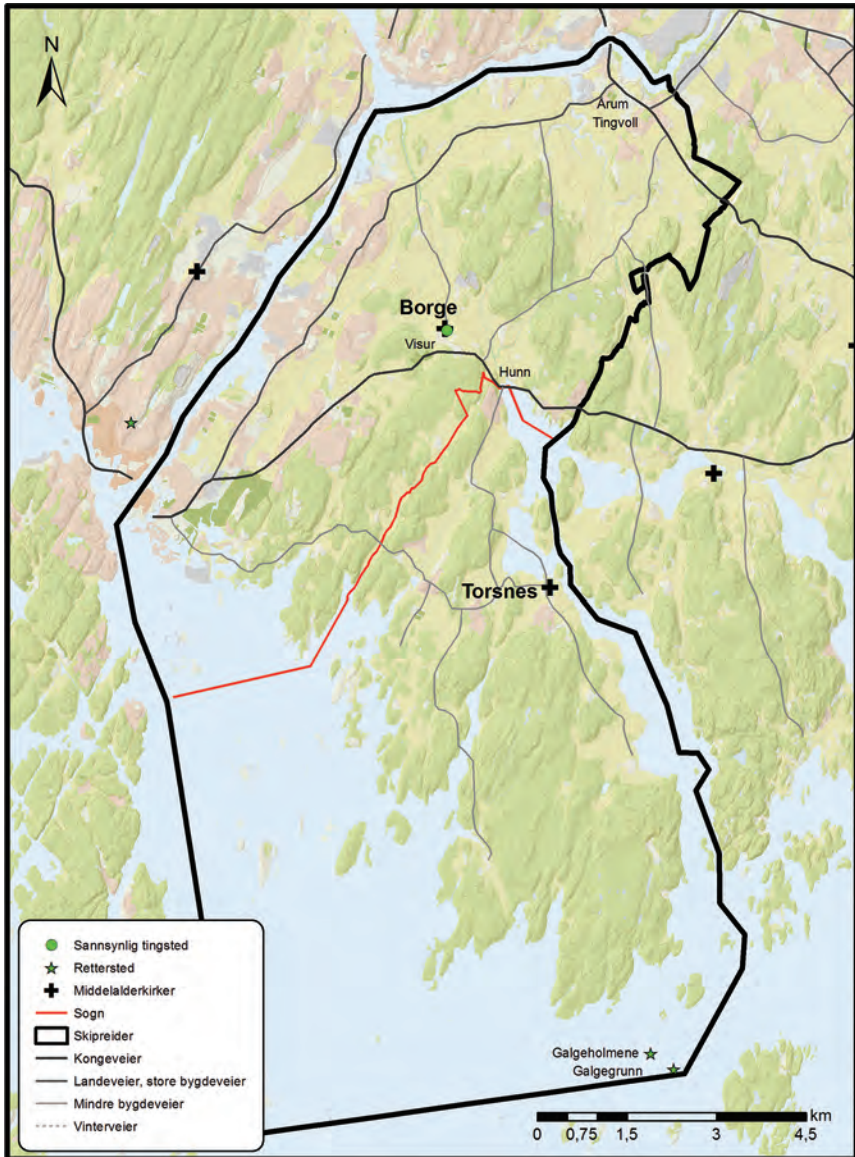 N
Arum
Tingvoll
Borge
Visur
Hunn
Torsnes
Sannsynlig tingsted
Rettersted
Middelalderkirker
Sogn
Skipreider
Kongeveier
Landeveier, store bygdeveier
Mindre bygdeveier
Vinterveier
Galgeholmene
Galgegrunn
km
0 0,75 1,5 3 4,5